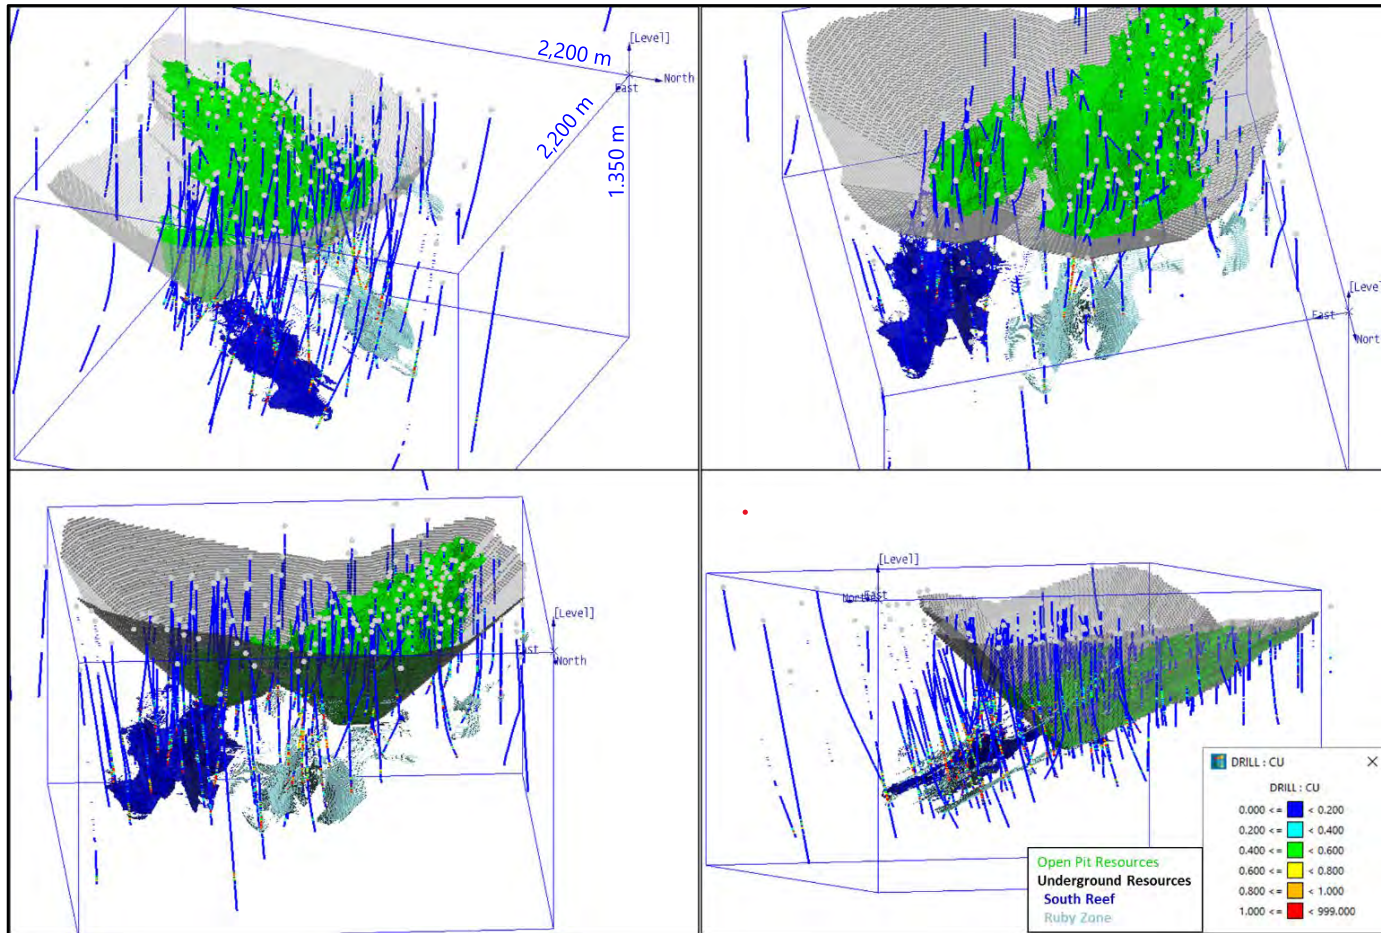 2,200 m
[Level]
North
East
2,200 m
1.350 m
[Level]
East
North
[Level]
East
North
[Level]
North
East
DRILL : CU
DRILL : CU
0.000 <= < 0.200
0.200 <= < 0.400
0.400 <= < 0.600
0.600 <= < 0.800
0.800 <= < 1.000
1.000 <= < 999.000
Open Pit Resources
Underground Resources
South Reef
Ruby Zone